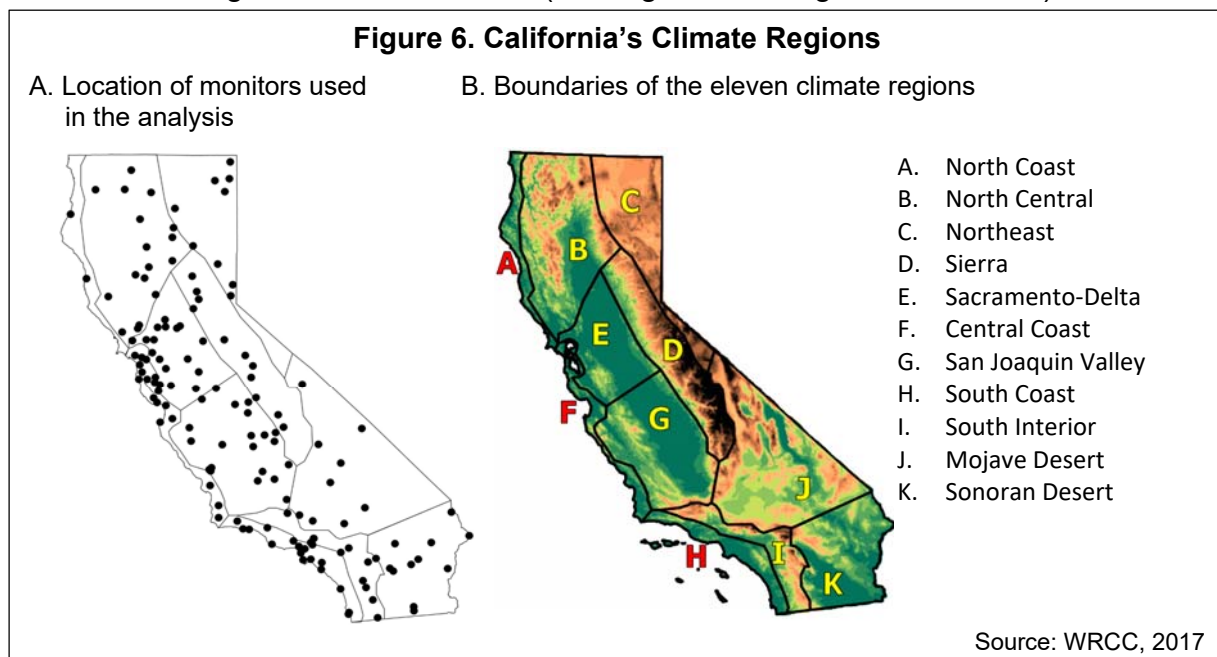 Figure 6. California's Climate Regions
A. Location of monitors used
in the analysis
B. Boundaries of the eleven climate regions
A. North Coast
B. North Central
C. Northeast
D. Sierra
E. Sacramento-Delta
F. Central Coast
G. San Joaquin Valley
H. South Coast
I. South Interior
J. Mojave Desert
K. Sonoran Desert
C
B
A
E
D
F
G
J
H
I
K
Source: WRCC, 2017